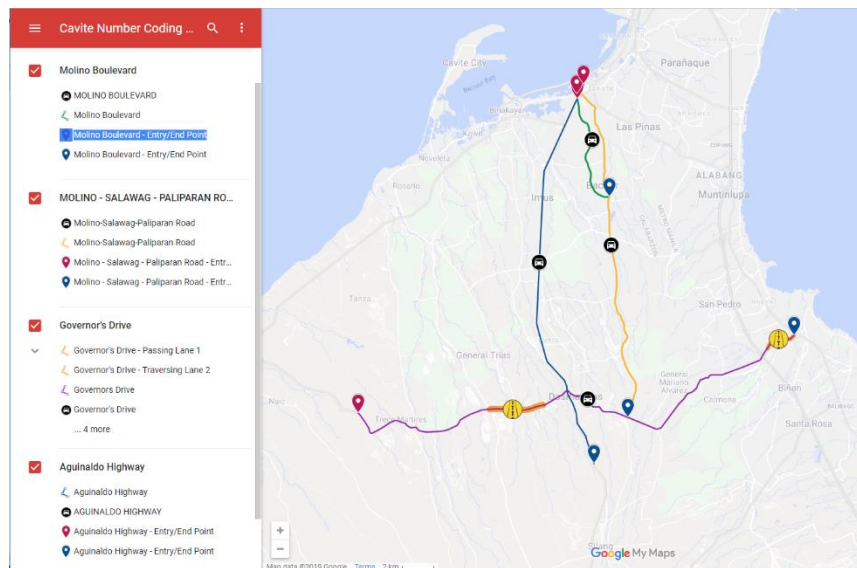 Cavite Number Coding ...
Molino Boulevard
MOLINO BOULEVARD
Molino Boulevard
Molino Boulevard - Entry/End Point
Molino Boulevard - Entry/End Point
MOLINO - SALAWAG - PALIPARAN RO...
Molino-Salawag-Paliparan Road
Molino-Salawag-Paliparan Road
Molino - Salawag - Paliparan Road - Entr...
Molino - Salawag - Paliparan Road - Entr...
Governor's Drive
Governor's Drive - Passing Lane 1
Governor's Drive - Traversing Lane 2
Governors Drive
Governor's Drive
... 4 more
Aguinaldo Highway
Aguinaldo Highway
AGUINALDO HIGHWAY
Aguinaldo Highway - Entry/End Point
Aguinaldo Highway - Entry/End Point
Cavite City
Parañaque
Binakayan
Kawit
Las Pinas
Noveleta
ALABANG
Muntinlupa
Rosario
Imus
METRO MANILA
CALABARZON
Tanza
San Pedro
General Trias
General
Mariano
Alvarez
Biñan
Naic
Trece Martires
Carmona
Santa Rosa
Silang
Google My Maps
+
−
Map data ©2019 Google
Terms
2 km